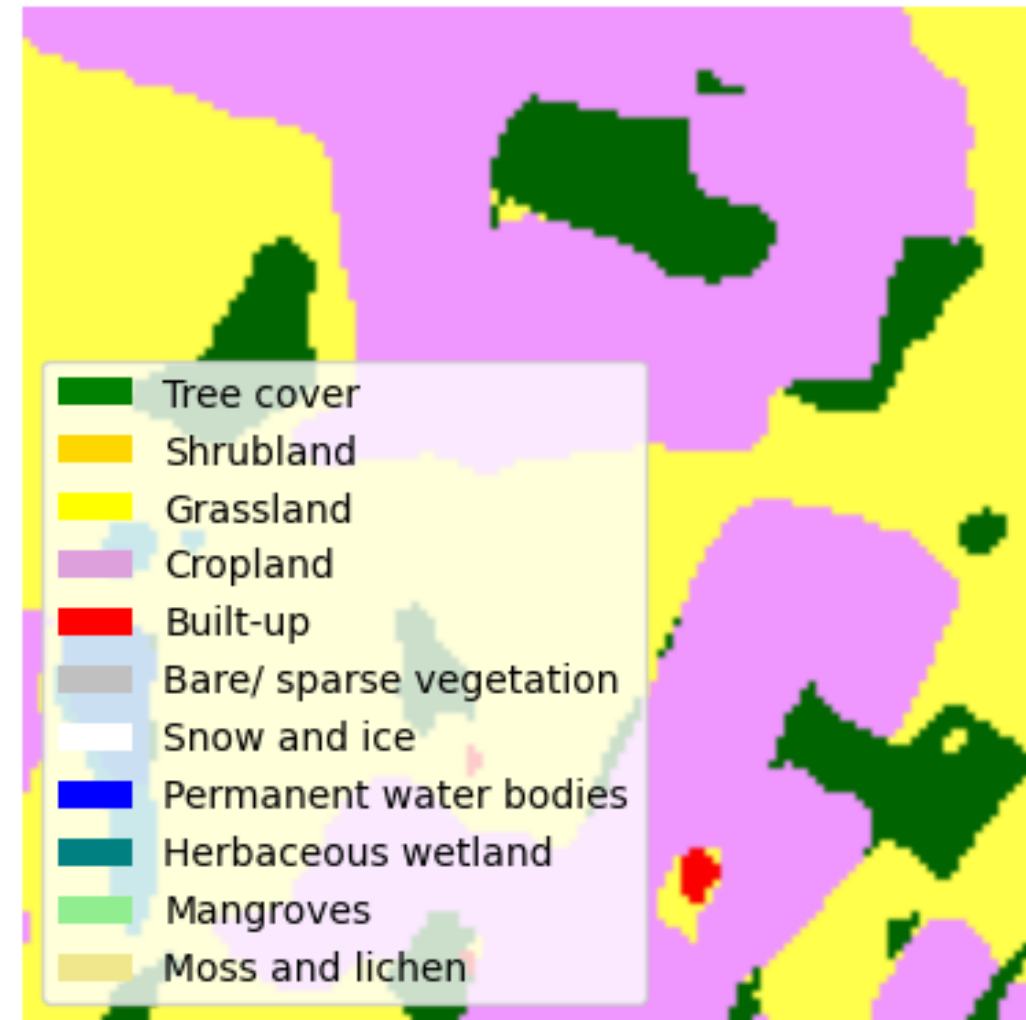 Tree cover
Shrubland
Grassland
Cropland
Built-up
Bare/ sparse vegetation
Snow and ice
Permanent water bodies
Herbaceous wetland
Mangroves
Moss and lichen